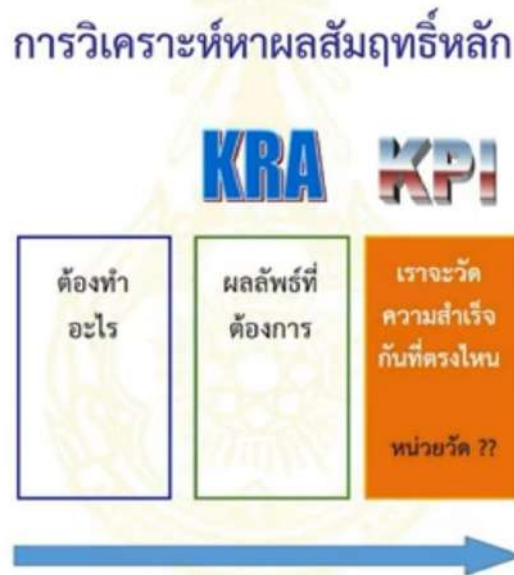 การวิเคราะห์หาผลสัมฤทธิ์หลัก
KRA
KPI
ต้องทำ
อะไร
ผลลัพธ์ที่
ต้องการ
เราจะวัด
ความสำเร็จ
กันที่ตรงไหน
หน่วยวัด ??